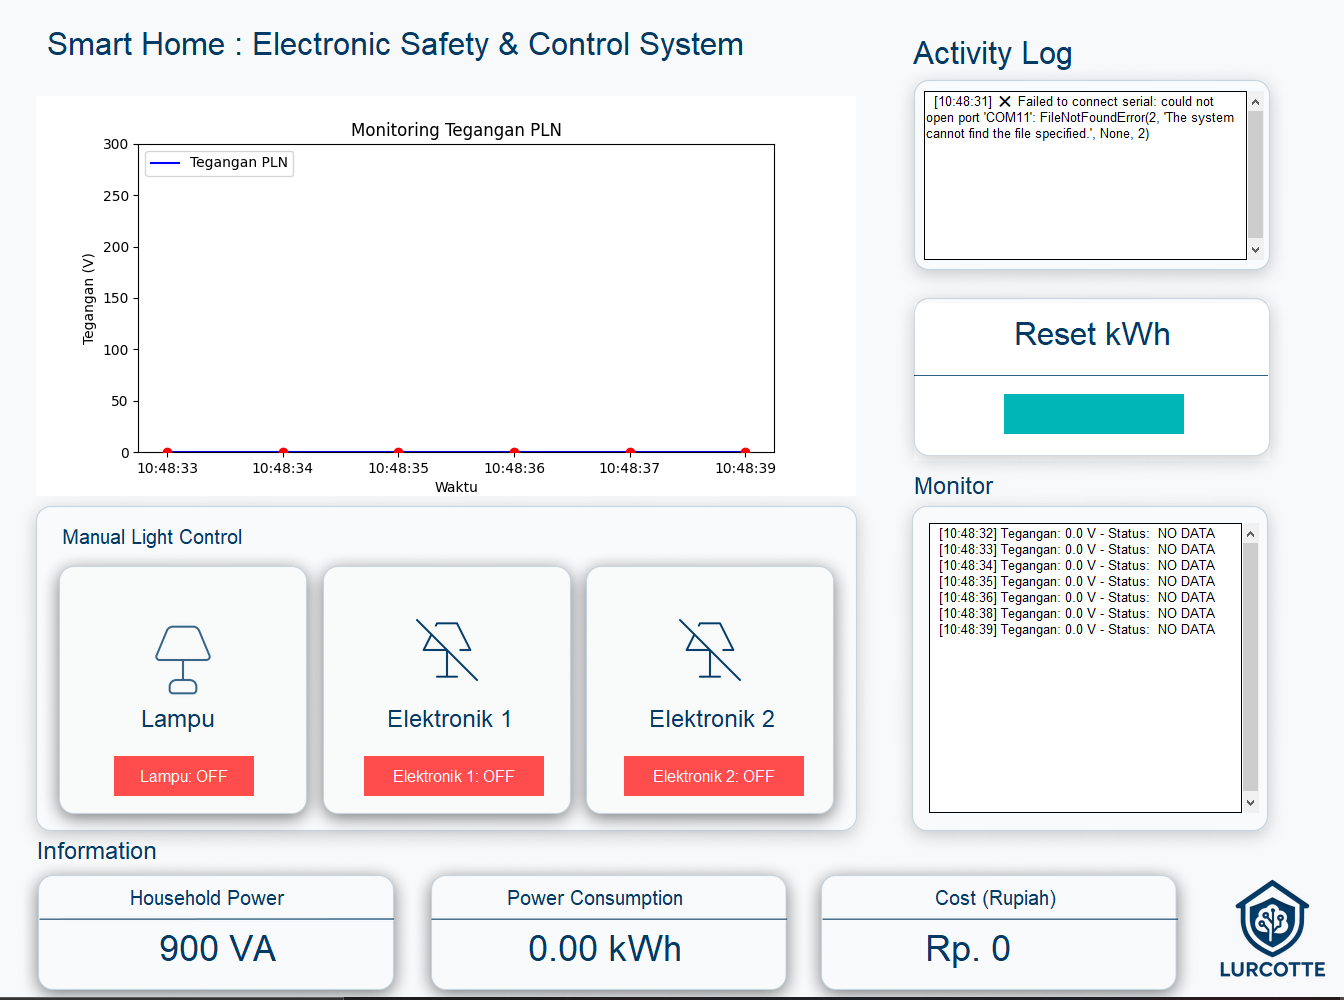 Smart Home : Electronic Safety & Control System
Monitoring Tegangan PLN
Tegangan PLN
300
250
200
150
100
50
0
Tegangan (V)
10:48:33 10:48:34 10:48:35 10:48:36 10:48:37 10:48:39
Waktu
Activity Log
[10:48:31] ❌ Failed to connect serial: could not
open port 'COM11': FileNotFoundError(2, 'The system
cannot find the file specified.', None, 2)
Reset kWh
Manual Light Control
Lampu
Lampu: OFF
Elektronik 1
Elektronik 1: OFF
Elektronik 2
Elektronik 2: OFF
Monitor
[10:48:32] Tegangan: 0.0 V - Status: NO DATA
[10:48:33] Tegangan: 0.0 V - Status: NO DATA
[10:48:34] Tegangan: 0.0 V - Status: NO DATA
[10:48:35] Tegangan: 0.0 V - Status: NO DATA
[10:48:36] Tegangan: 0.0 V - Status: NO DATA
[10:48:38] Tegangan: 0.0 V - Status: NO DATA
[10:48:39] Tegangan: 0.0 V - Status: NO DATA
Information
Household Power
900 VA
Power Consumption
0.00 kWh
Cost (Rupiah)
Rp. 0
LURCOTTE